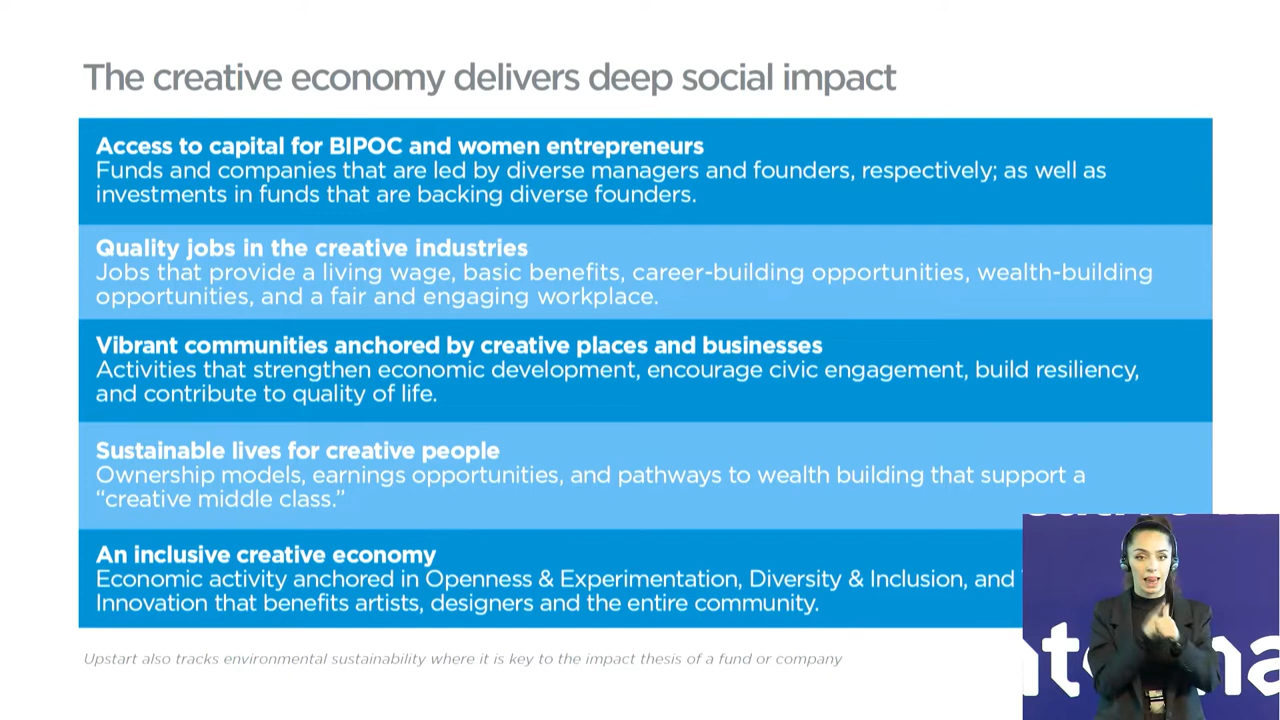 The creative economy delivers deep social impact
Access to capital for BIPOC and women entrepreneurs
Funds and companies that are led by diverse managers and founders, respectively; as well as
investments in funds that are backing diverse founders.
Quality jobs in the creative industries
Jobs that provide a living wage, basic benefits, career-building opportunities, wealth-building
opportunities, and a fair and engaging workplace.
Vibrant communities anchored by creative places and businesses
Activities that strengthen economic development, encourage civic engagement, build resiliency,
and contribute to quality of life.
Sustainable lives for creative people
Ownership models, earnings opportunities, and pathways to wealth building that support a
“creative middle class.”
An inclusive creative economy
Economic activity anchored in Openness & Experimentation, Diversity & Inclusion, and
Innovation that benefits artists, designers and the entire community.
Upstart also tracks environmental sustainability where it is key to the impact thesis of a fund or company